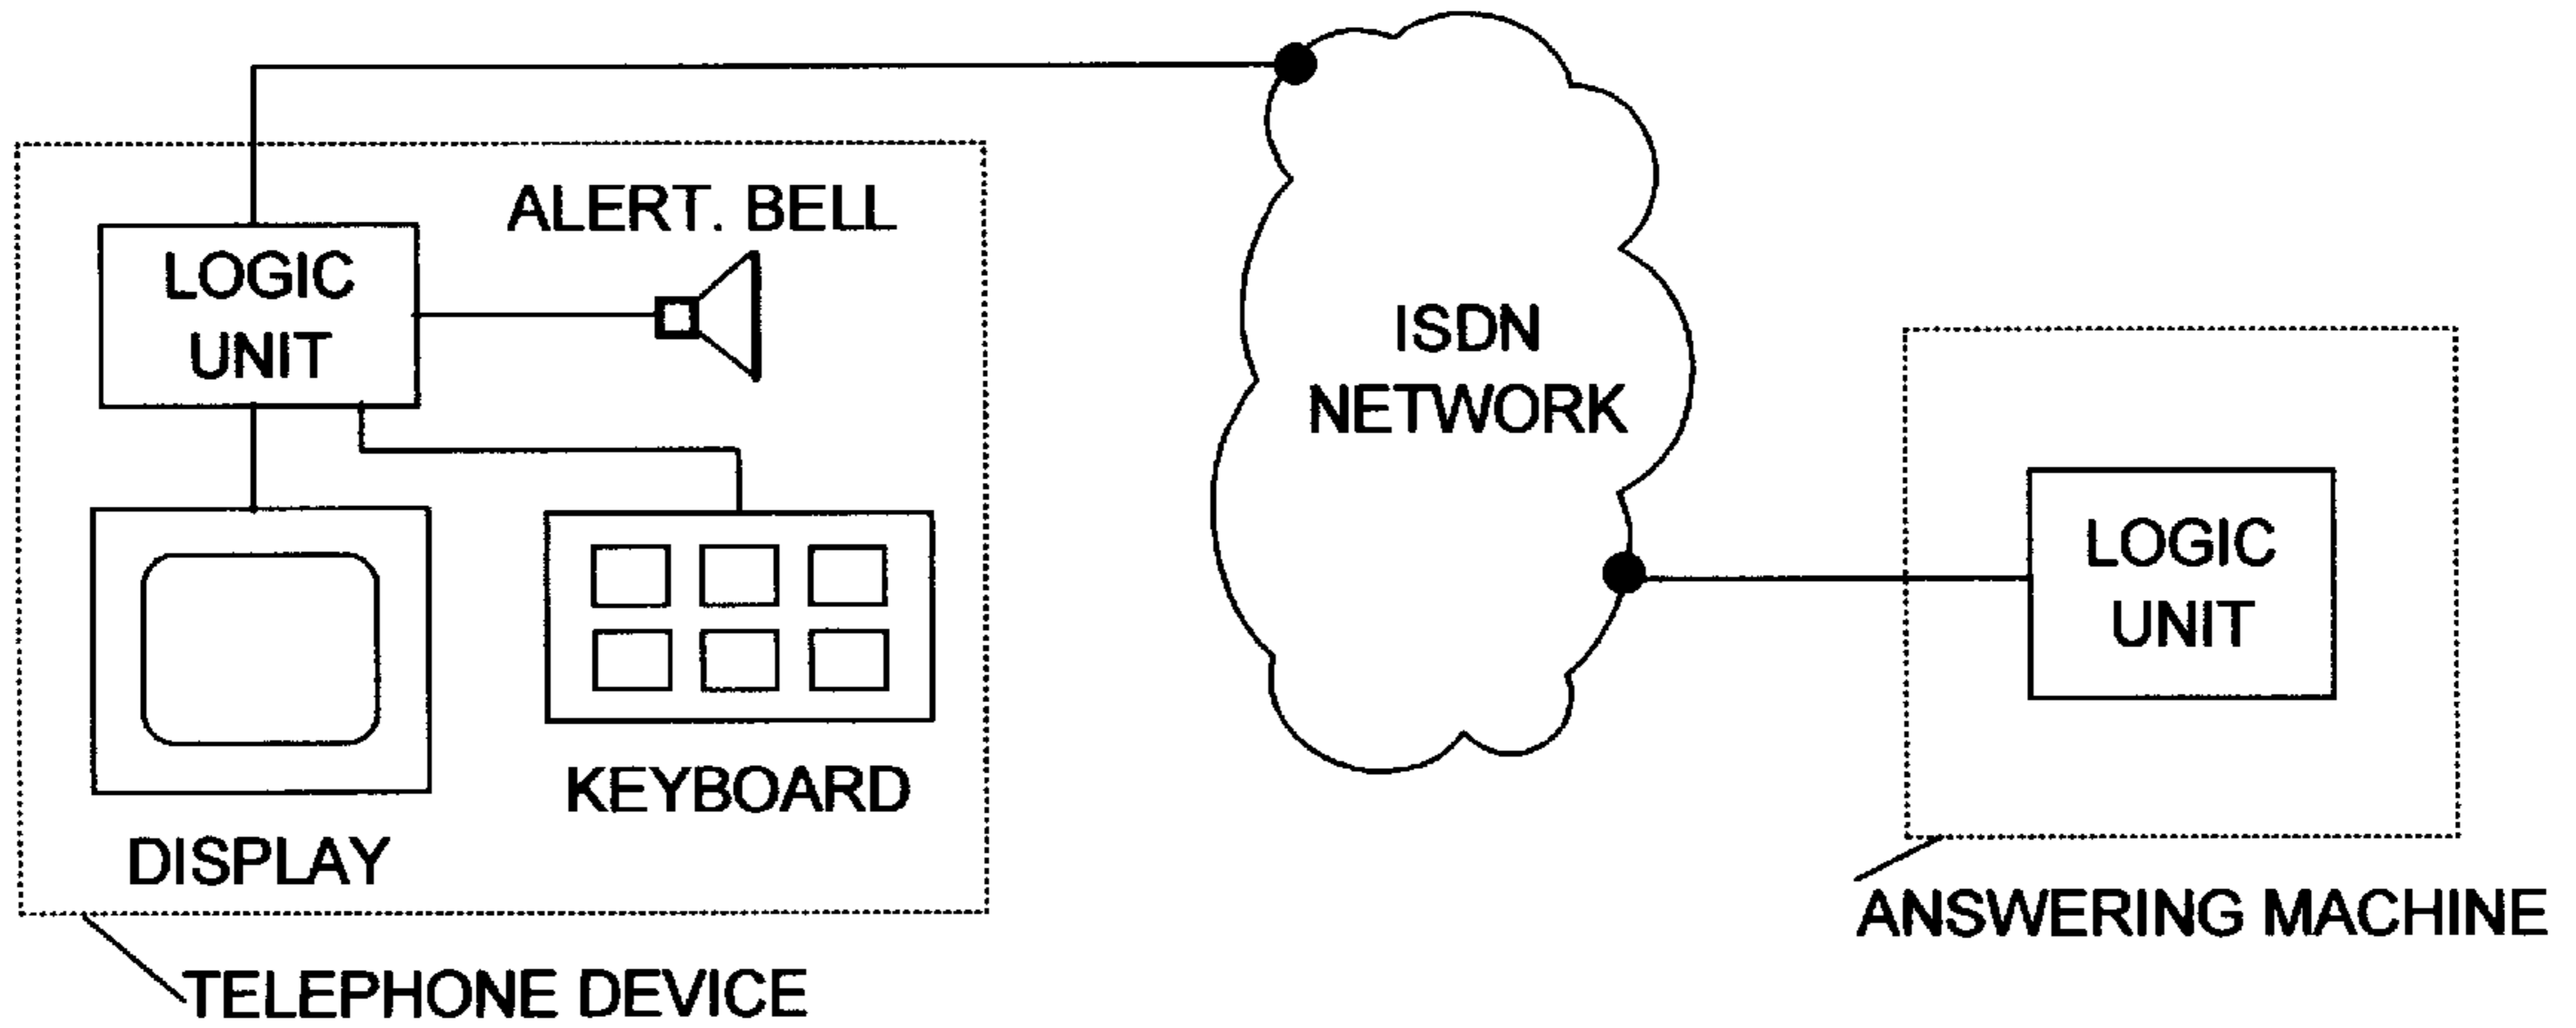 ALERT. BELL
LOGIC
UNIT
DISPLAY
KEYBOARD
TELEPHONE DEVICE
ISDN
NETWORK
LOGIC
UNIT
ANSWERING MACHINE